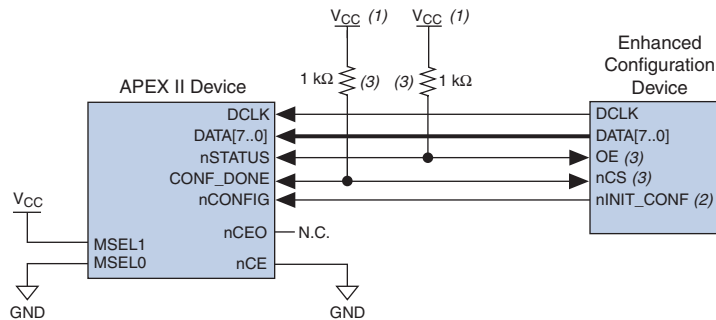 V_CC (1)
V_CC (1)
Enhanced
Configuration
Device
1 kΩ
(3)
(3)
1 kΩ
APEX II Device
DCLK
DCLK
DATA[7..0]
DATA[7..0]
nSTATUS
OE (3)
CONF_DONE
nCS (3)
nCONFIG
nINIT_CONF (2)
V_CC
nCEO
N.C.
MSEL1
MSEL0
nCE
GND
GND